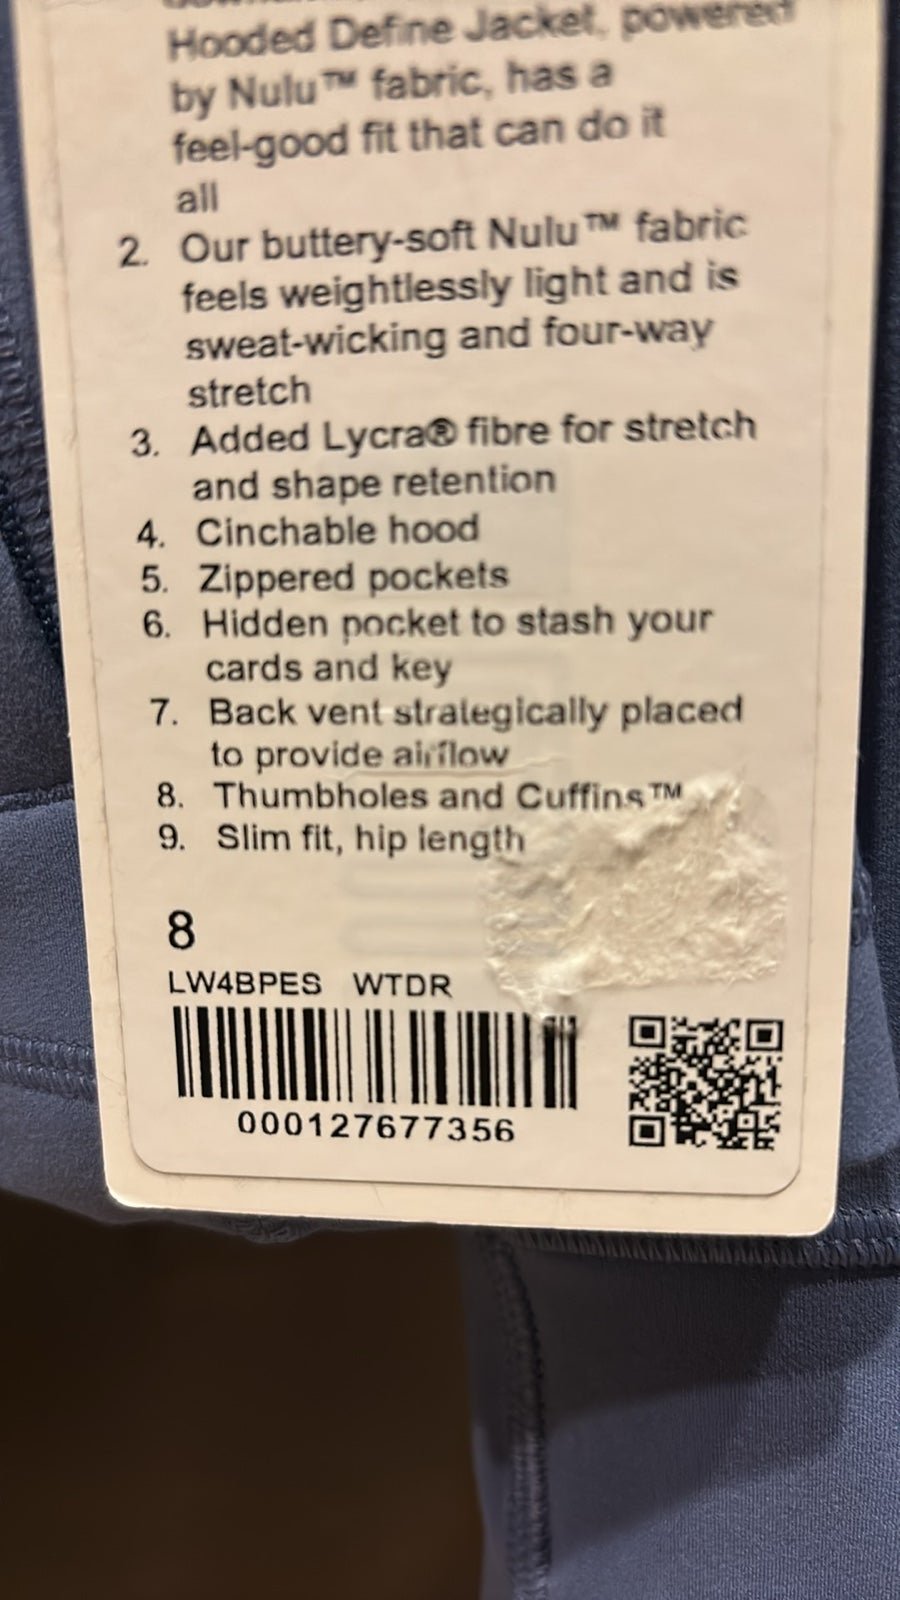 Hooded Define Jacket, powered
by Nulu™ fabric, has a
feel-good fit that can do it
all
2. Our buttery-soft Nulu™ fabric
feels weightlessly light and is
sweat-wicking and four-way
stretch
3. Added Lycra® fibre for stretch
and shape retention
4. Cinchable hood
5. Zippered pockets
6. Hidden pocket to stash your
cards and key
7. Back vent strategically placed
to provide airflow
8. Thumbholes and Cuffins™
9. Slim fit, hip length
8
LW4BPES WTDR
000127677356